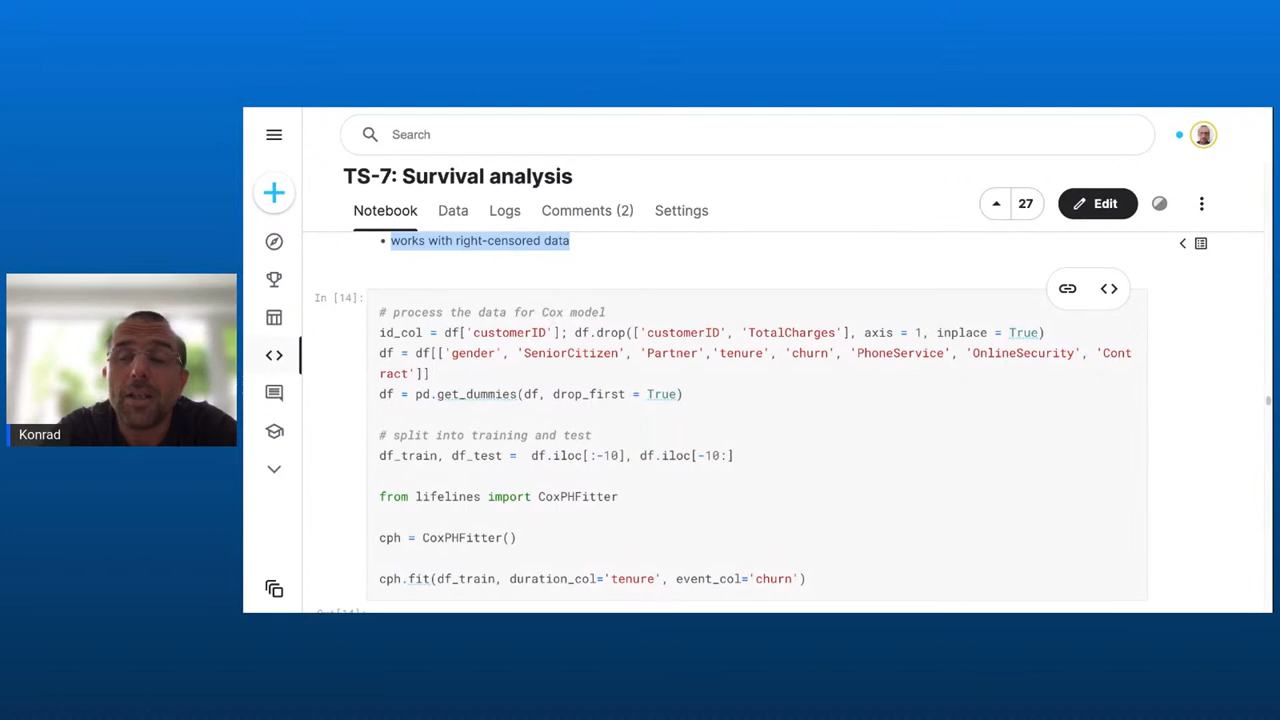 Search
TS-7: Survival analysis
27
Edit
Notebook
Data
Logs
Comments (2)
Settings
• works with right-censored data
In [14]:
# process the data for Cox model
id_col = df['customerID']; df.drop(['customerID', 'TotalCharges'], axis = 1, inplace = True)
df = df[['gender', 'SeniorCitizen', 'Partner','tenure', 'churn', 'PhoneService', 'OnlineSecurity', 'Cont
ract']]
df = pd.get_dummies(df, drop_first = True)
# split into training and test
df_train, df_test =  df.iloc[:-10], df.iloc[-10:]
from lifelines import CoxPHFitter
cph = CoxPHFitter()
cph.fit(df_train, duration_col='tenure', event_col='churn')
Konrad